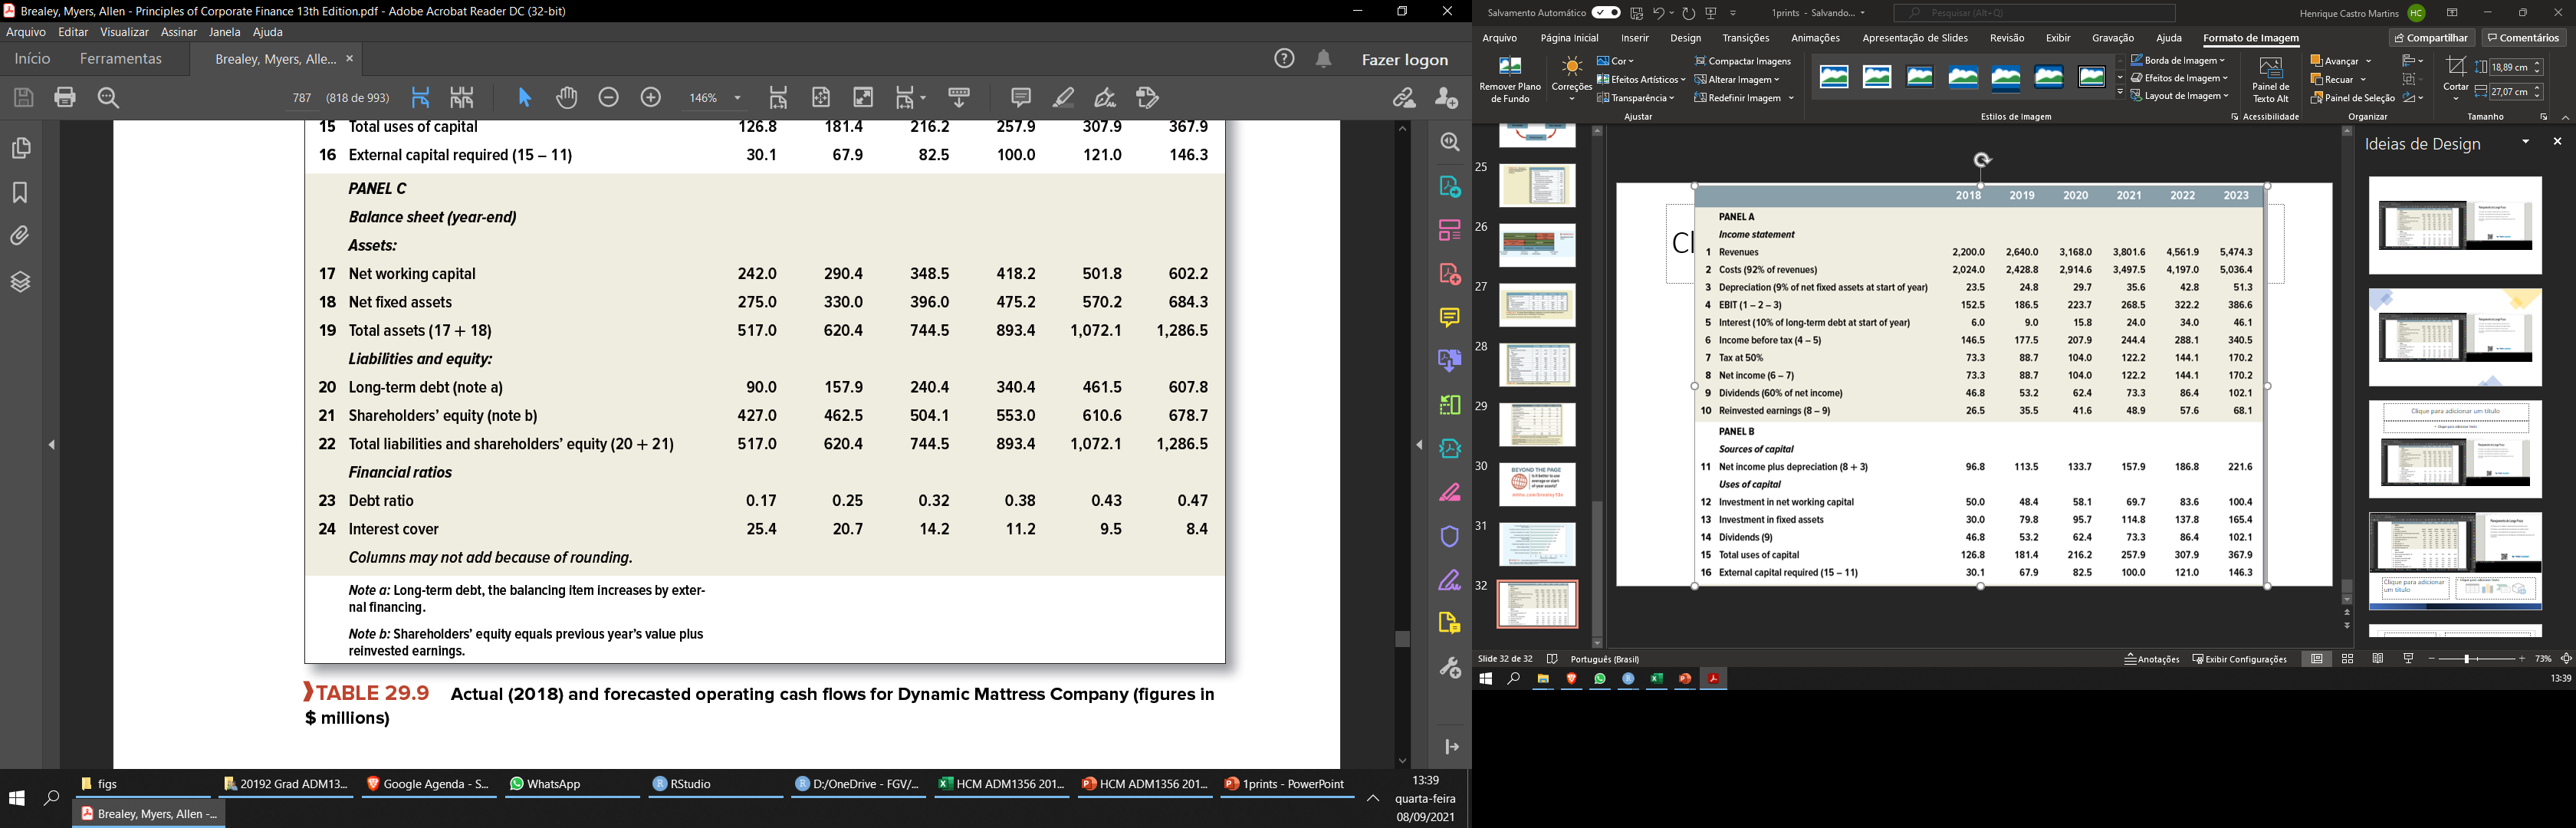 Brealey, Myers, Allen - Principles of Corporate Finance 13th Edition.pdf - Adobe Acrobat Reader DC (32-bit)
Arquivo Editar Visualizar Assinar Janela Ajuda
Início Ferramentas Brealey, Myers, Alle... × Fazer logon
787 (818 de 993) 146%
15 Total uses of capital 126.8 181.4 216.2 257.9 307.9 367.9
16 External capital required (15 – 11) 30.1 67.9 82.5 100.0 121.0 146.3
PANEL C
Balance sheet (year-end)
Assets:
17 Net working capital 242.0 290.4 348.5 418.2 501.8 602.2
18 Net fixed assets 275.0 330.0 396.0 475.2 570.2 684.3
19 Total assets (17 + 18) 517.0 620.4 744.5 893.4 1,072.1 1,286.5
Liabilities and equity:
20 Long-term debt (note a) 90.0 157.9 240.4 340.4 461.5 607.8
21 Shareholders' equity (note b) 427.0 462.5 504.1 553.0 610.6 678.7
22 Total liabilities and shareholders' equity (20 + 21) 517.0 620.4 744.5 893.4 1,072.1 1,286.5
Financial ratios
23 Debt ratio 0.17 0.25 0.32 0.38 0.43 0.47
24 Interest cover 25.4 20.7 14.2 11.2 9.5 8.4
Columns may not add because of rounding.
Note a: Long-term debt, the balancing item increases by exter-
nal financing.
Note b: Shareholders' equity equals previous year's value plus
reinvested earnings.
TABLE 29.9 Actual (2018) and forecasted operating cash flows for Dynamic Mattress Company (figures in
$ millions)
figs 20192 Grad ADM13... Google Agenda - S... WhatsApp RStudio D:/OneDrive - FGV/... HCM ADM1356 201... HCM ADM1356 201... 1prints - PowerPoint
Brealey, Myers, Allen -...
13:39
quarta-feira
08/09/2021
Salvamento Automático 1prints - Salvando... Pesquisar (Alt+Q) Henrique Castro Martins HC
Arquivo Página Inicial Inserir Design Transições Animações Apresentação de Slides Revisão Exibir Gravação Ajuda Formato de Imagem Compartilhar Comentários
Remover Plano
de Fundo
Correções
Cor
Efeitos Artísticos
Transparência
Compactar Imagens
Alterar Imagem
Redefinir Imagem
Ajustar
Estilos de Imagem
Borda de Imagem
Efeitos de Imagem
Layout de Imagem
Painel de
Texto Alt
Acessibilidade
Avançar
Recuar
Painel de Seleção
Organizar
Cortar
18,89 cm
27,07 cm
Tamanho
25
26
27
28
29
30
BEYOND THE PAGE
31
32
Cl
2018 2019 2020 2021 2022 2023
PANEL A
Income statement
1 Revenues 2,200.0 2,640.0 3,168.0 3,801.6 4,561.9 5,474.3
2 Costs (92% of revenues) 2,024.0 2,428.8 2,914.6 3,497.5 4,197.0 5,036.4
3 Depreciation (9% of net fixed assets at start of year) 23.5 24.8 29.7 35.6 42.8 51.3
4 EBIT (1 – 2 – 3) 152.5 186.5 223.7 268.5 322.2 386.6
5 Interest (10% of long-term debt at start of year) 6.0 9.0 15.8 24.0 34.0 46.1
6 Income before tax (4 – 5) 146.5 177.5 207.9 244.4 288.1 340.5
7 Tax at 50% 73.3 88.7 104.0 122.2 144.1 170.2
8 Net income (6 – 7) 73.3 88.7 104.0 122.2 144.1 170.2
9 Dividends (60% of net income) 46.8 53.2 62.4 73.3 86.4 102.1
10 Reinvested earnings (8 – 9) 26.5 35.5 41.6 48.9 57.6 68.1
PANEL B
Sources of capital
11 Net income plus depreciation (8 + 3) 96.8 113.5 133.7 157.9 186.8 221.6
Uses of capital
12 Investment in net working capital 50.0 48.4 58.1 69.7 83.6 100.4
13 Investment in fixed assets 30.0 79.8 95.7 114.8 137.8 165.4
14 Dividends (9) 46.8 53.2 62.4 73.3 86.4 102.1
15 Total uses of capital 126.8 181.4 216.2 257.9 307.9 367.9
16 External capital required (15 – 11) 30.1 67.9 82.5 100.0 121.0 146.3
Ideias de Design
Clique para adicionar um título
Clique para adicionar
um título
Slide 32 de 32 Português (Brasil) Anotações Exibir Configurações 73%
13:39